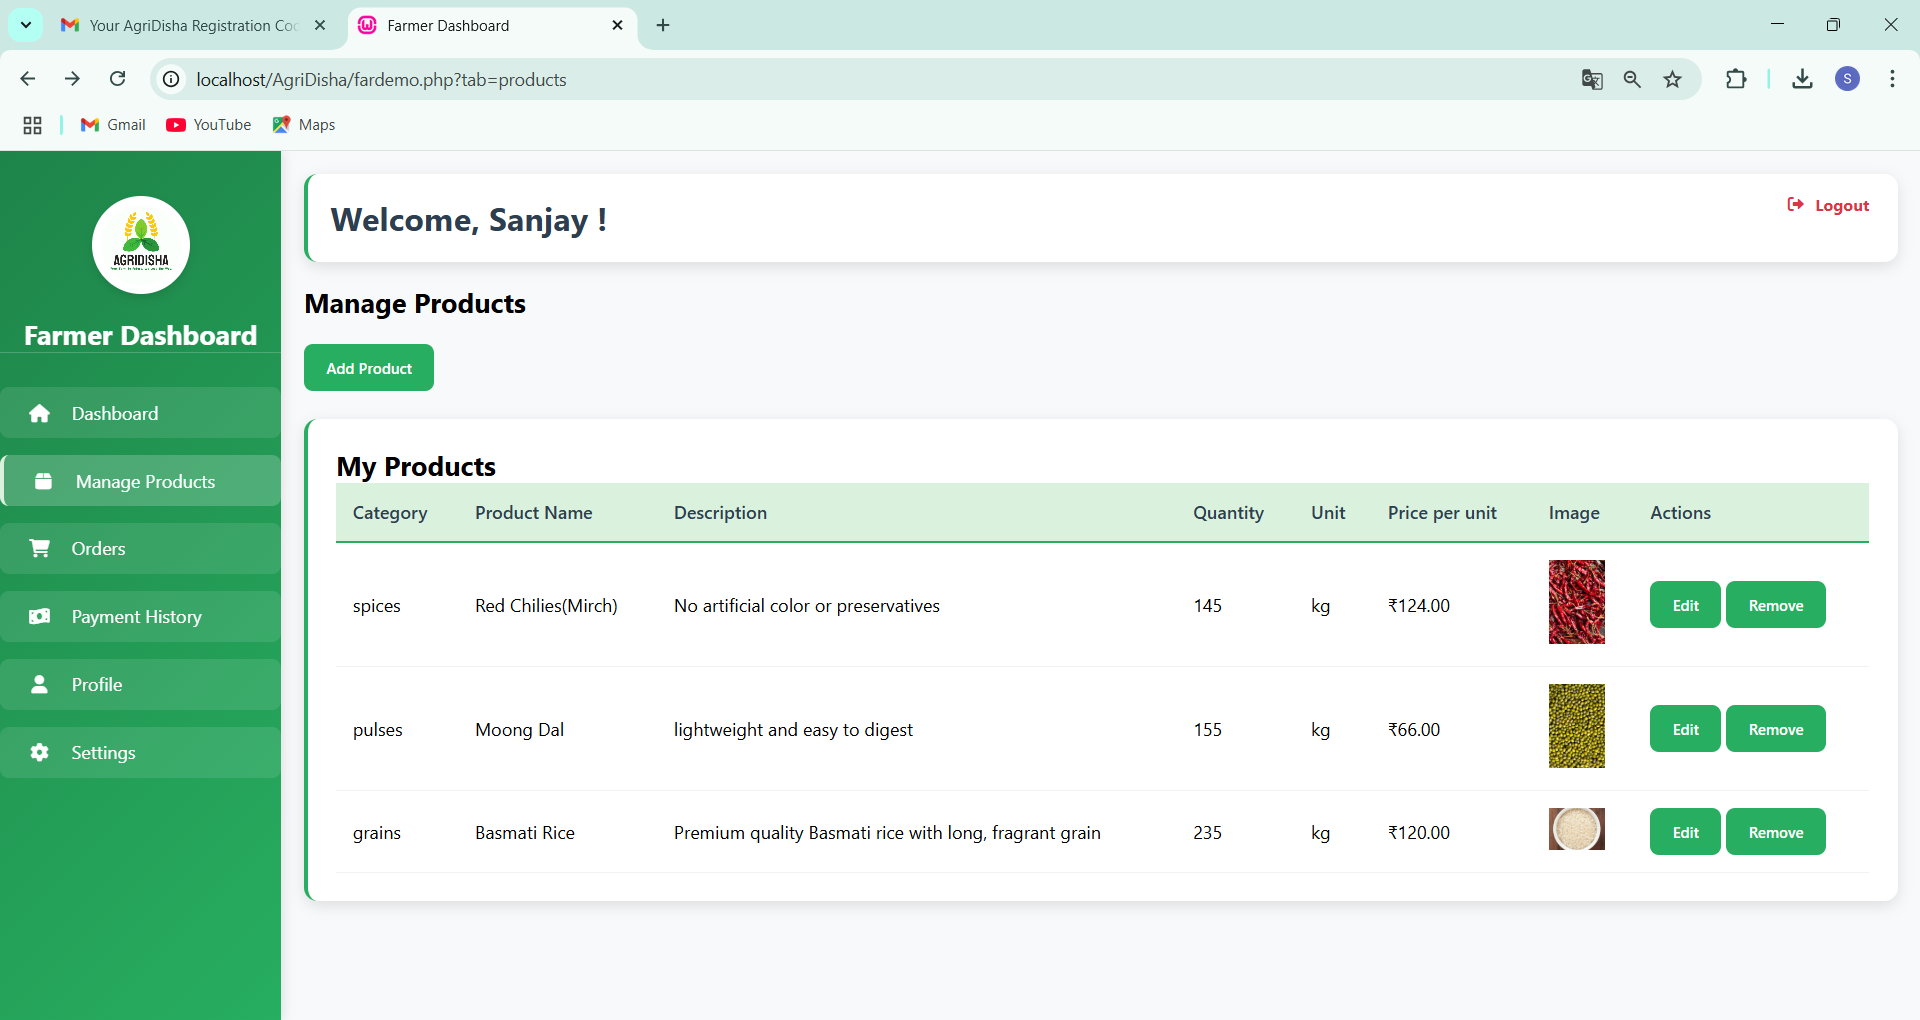 Your AgriDisha Registration Co
Farmer Dashboard
localhost/AgriDisha/fardemo.php?tab=products
S
Gmail
YouTube
Maps
AGRIDISHA
Farmer Dashboard
Dashboard
Manage Products
Orders
Payment History
Profile
Settings
Welcome, Sanjay !
Logout
Manage Products
Add Product
My Products
Category Product Name Description Quantity Unit Price per unit Image Actions
spices Red Chilies(Mirch) No artificial color or preservatives 145 kg ₹124.00 Edit Remove
pulses Moong Dal lightweight and easy to digest 155 kg ₹66.00 Edit Remove
grains Basmati Rice Premium quality Basmati rice with long, fragrant grain 235 kg ₹120.00 Edit Remove